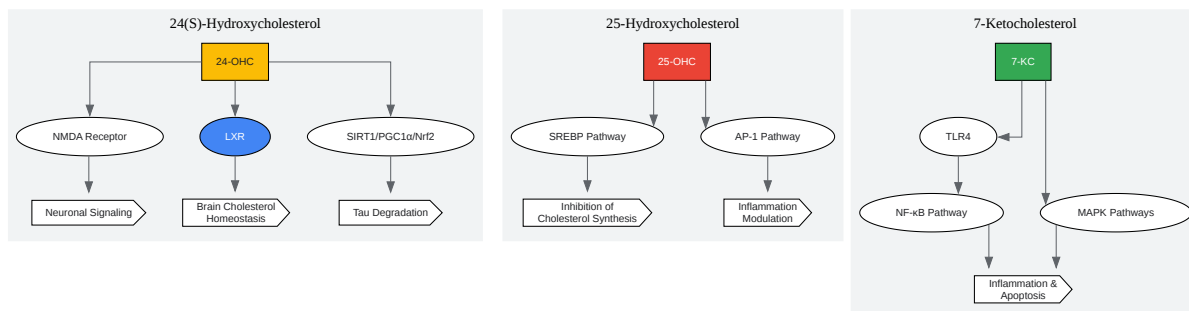 24(S)-Hydroxycholesterol
24-OHC
NMDA Receptor
LXR
SIRT1/PGC1α/Nrf2
Neuronal Signaling
Brain Cholesterol
Homeostasis
Tau Degradation
25-Hydroxycholesterol
25-OHC
SREBP Pathway
AP-1 Pathway
Inhibition of
Cholesterol Synthesis
Inflammation
Modulation
7-Ketocholesterol
7-KC
TLR4
NF-κB Pathway
MAPK Pathways
Inflammation &
Apoptosis